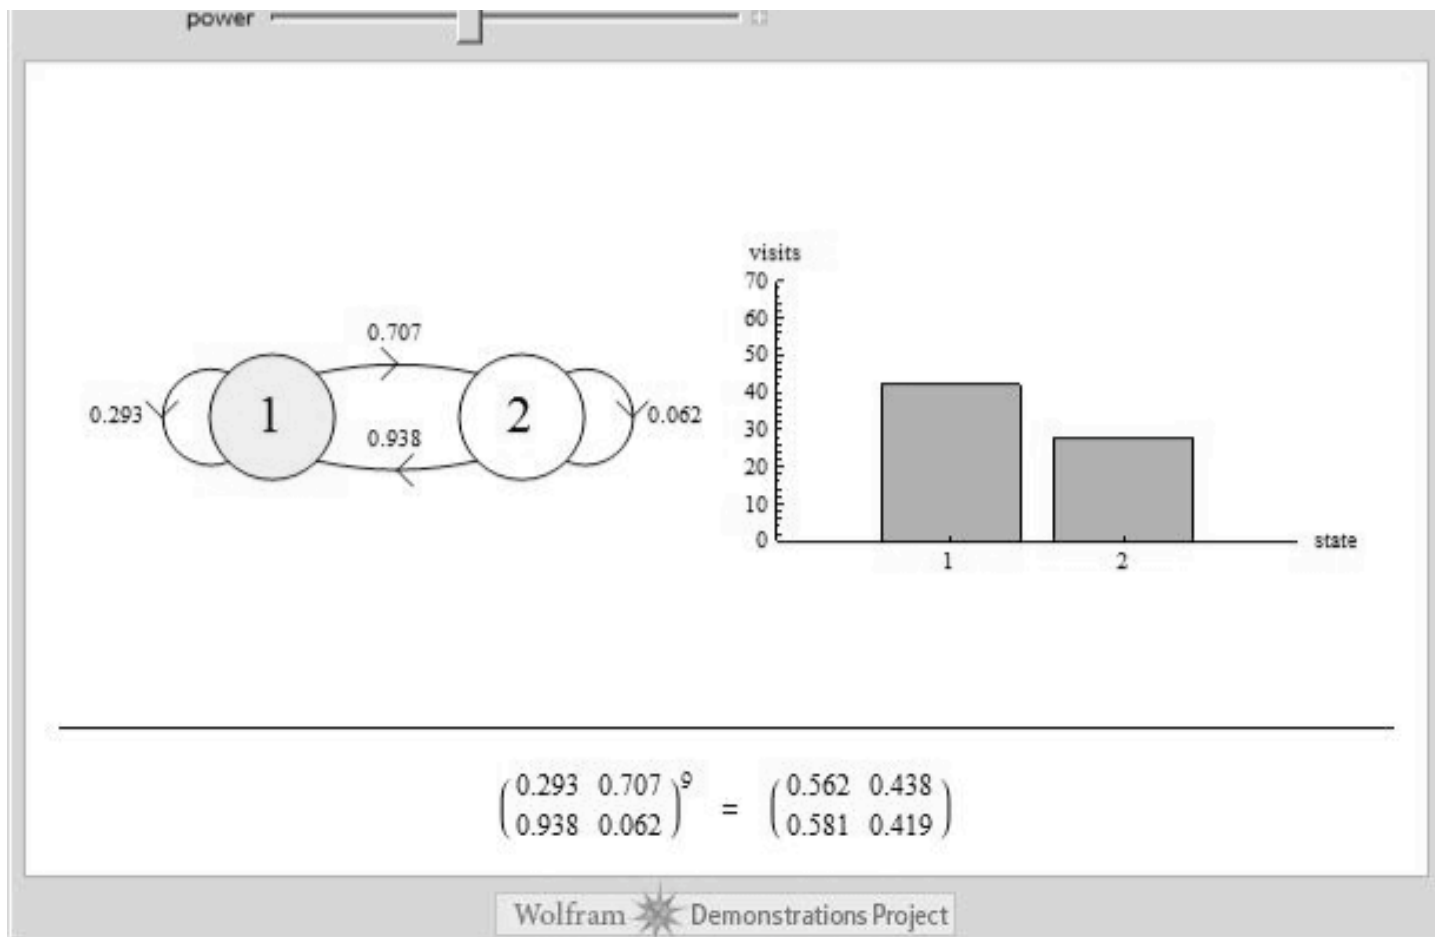 power
visits
70
60
50
40
30
20
10
0
1 2
state
0.707
0.293 1 2 0.062
0.938
( 0.293 0.707 )^9 = ( 0.562 0.438 )
( 0.938 0.062 ) ( 0.581 0.419 )
Wolfram Demonstrations Project